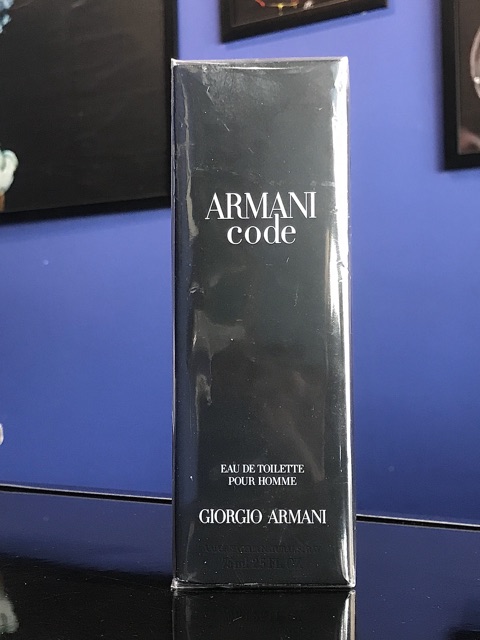 ARMANI
code
EAU DE TOILETTE
POUR HOMME
GIORGIO ARMANI